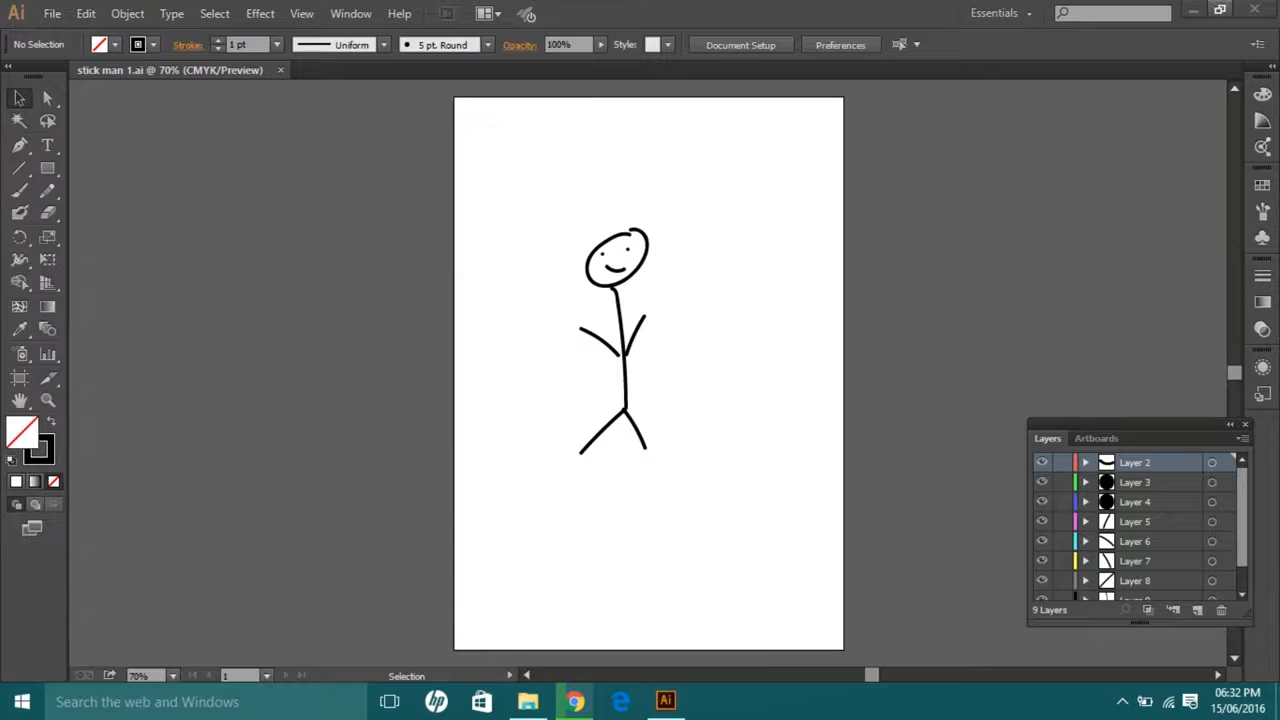 Ai File Edit Object Type Select Effect View Window Help Essentials
No Selection Stroke: 1 pt Uniform 5 pt. Round Opacity: 100% Style: Document Setup Preferences
stick man 1.ai @ 70% (CMYK/Preview)
T
Layers Artboards
Layer 2
Layer 3
Layer 4
Layer 5
Layer 6
Layer 7
Layer 8
9 Layers
70% 1 Selection
Search the web and Windows hp Ai 06:32 PM
15/06/2016